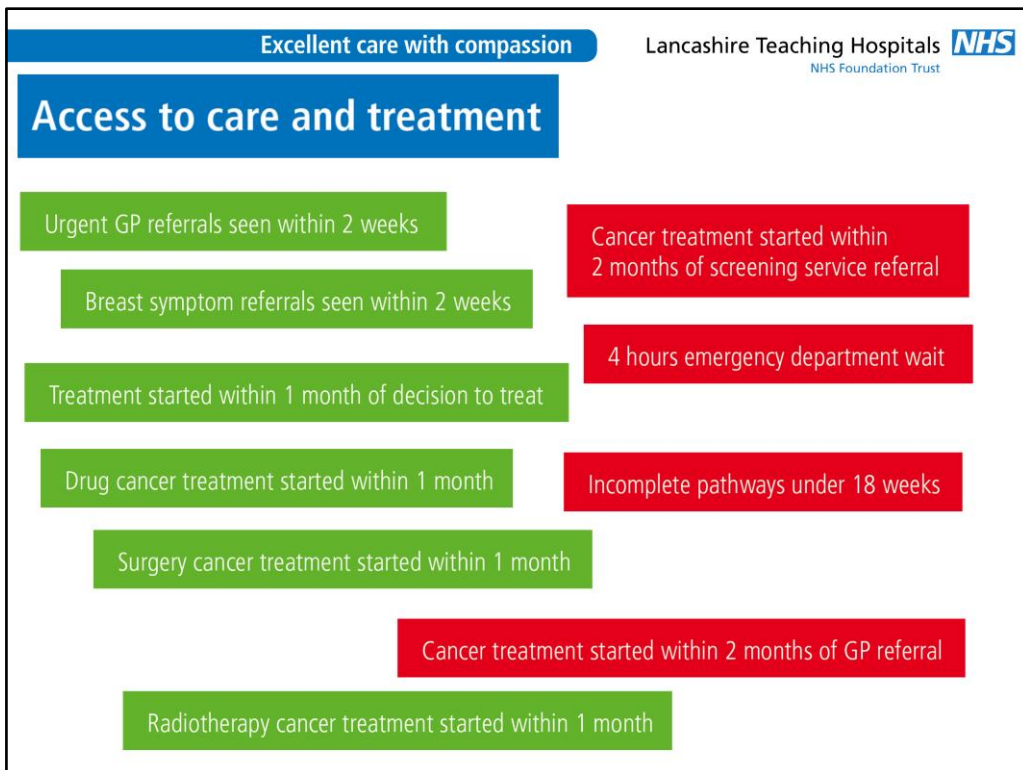 Excellent care with compassion
Lancashire Teaching Hospitals NHS
NHS Foundation Trust
Access to care and treatment
Urgent GP referrals seen within 2 weeks
Cancer treatment started within
2 months of screening service referral
Breast symptom referrals seen within 2 weeks
4 hours emergency department wait
Treatment started within 1 month of decision to treat
Drug cancer treatment started within 1 month
Incomplete pathways under 18 weeks
Surgery cancer treatment started within 1 month
Cancer treatment started within 2 months of GP referral
Radiotherapy cancer treatment started within 1 month